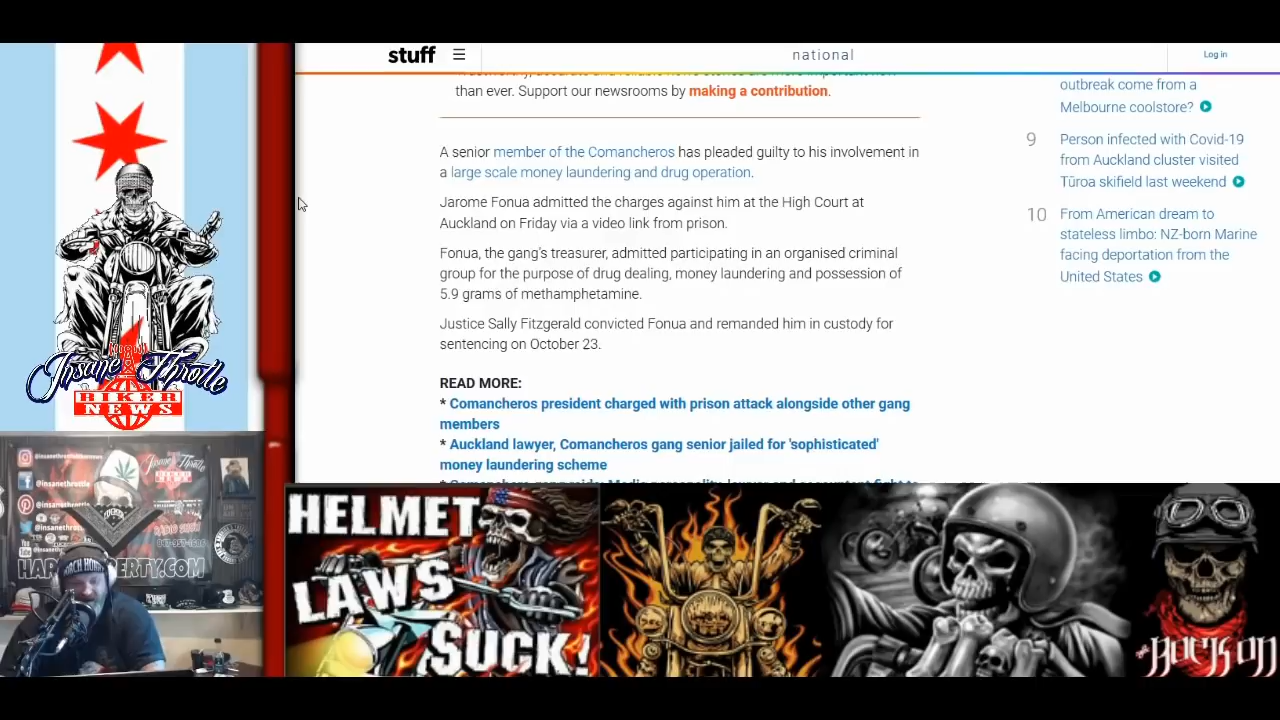 stuff
national
Log in
than ever. Support our newsrooms by making a contribution.
A senior member of the Comancheros has pleaded guilty to his involvement in
a large scale money laundering and drug operation.
Jarome Fonua admitted the charges against him at the High Court at
Auckland on Friday via a video link from prison.
Fonua, the gang's treasurer, admitted participating in an organised criminal
group for the purpose of drug dealing, money laundering and possession of
5.9 grams of methamphetamine.
Justice Sally Fitzgerald convicted Fonua and remanded him in custody for
sentencing on October 23.
READ MORE:
* Comancheros president charged with prison attack alongside other gang
members
* Auckland lawyer, Comancheros gang senior jailed for 'sophisticated'
money laundering scheme
outbreak come from a
Melbourne coolstore?
9 Person infected with Covid-19
from Auckland cluster visited
Tūroa skifield last weekend
10 From American dream to
stateless limbo: NZ-born Marine
facing deportation from the
United States
Insane Throttle
BIKER
NEWS
@insanethrottle
@insanethrottle
RADIO SHOW
HELMET
LAWS
SUCK!
ROCK ON